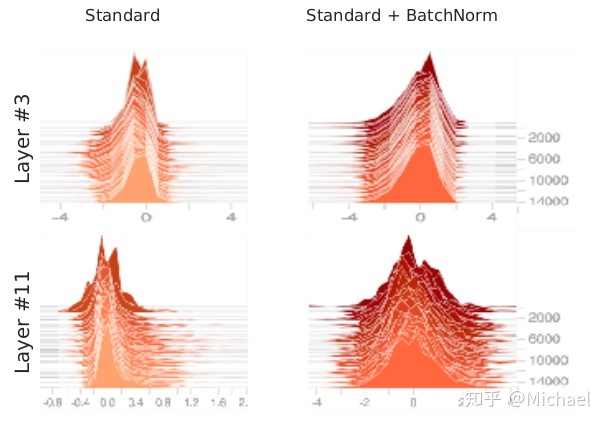 Standard
Standard + BatchNorm
Layer #3
2000
6000
10000
14000
-4 0 4
-4 0 4
Layer #11
2000
6000
10000
14000
-0.8 -0.4 0.0 0.4 0.8 1.2 1.6 2.
-4 -2 0 2
知乎 @Michael